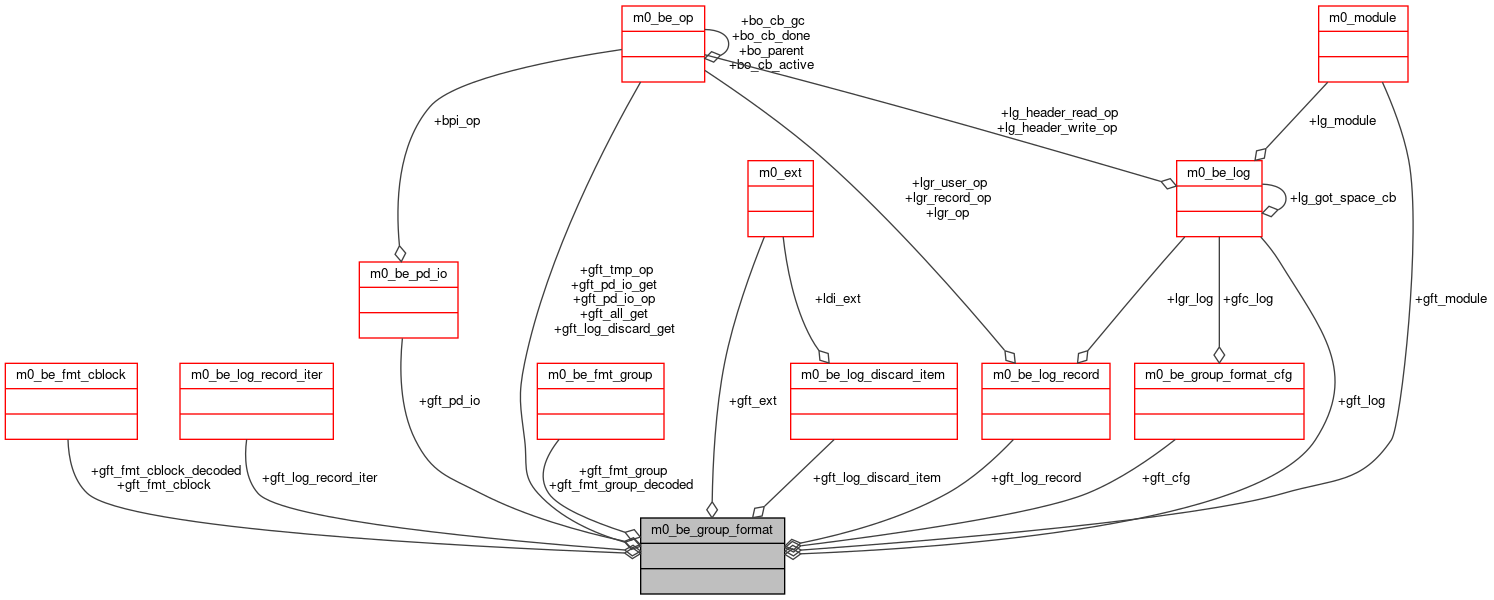 m0_be_op
+bo_cb_gc
+bo_cb_done
+bo_parent
+bo_cb_active
m0_module
+bpi_op
+lg_header_read_op
+lg_header_write_op
+lg_module
m0_ext
m0_be_log
+lgr_user_op
+lgr_record_op
+lgr_op
+lg_got_space_cb
m0_be_pd_io
+gft_tmp_op
+gft_pd_io_get
+gft_pd_io_op
+gft_all_get
+gft_log_discard_get
+ldi_ext
+lgr_log
+gfc_log
+gft_module
m0_be_fmt_cblock
m0_be_log_record_iter
m0_be_fmt_group
m0_be_log_discard_item
m0_be_log_record
m0_be_group_format_cfg
+gft_pd_io
+gft_ext
+gft_log
+gft_fmt_cblock_decoded
+gft_fmt_cblock
+gft_log_record_iter
+gft_fmt_group
+gft_fmt_group_decoded
+gft_log_discard_item
+gft_log_record
+gft_cfg
m0_be_group_format